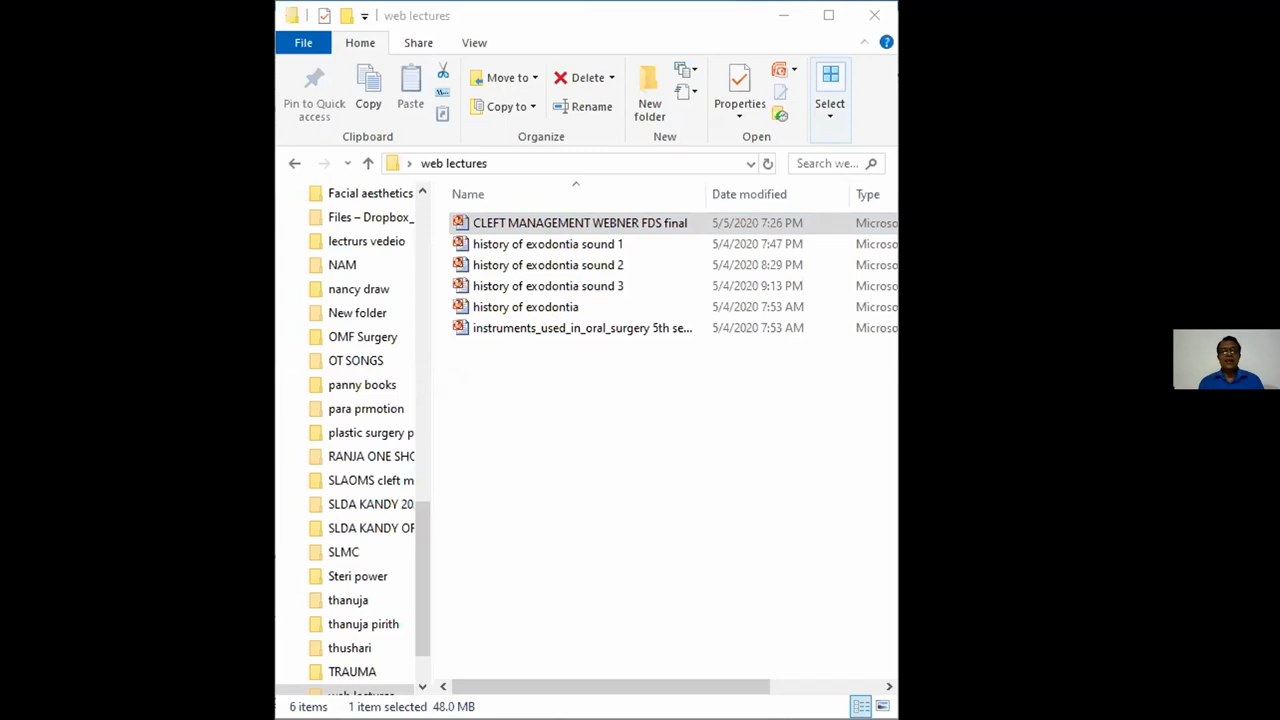 web lectures
File Home Share View
Pin to Quick access
Copy
Paste
Move to
Copy to
Delete
Rename
New folder
Properties
Select
Clipboard Organize New Open
web lectures
Search we...
Name Date modified Type
Facial aesthetics
Files – Dropbox_
lectrurs vedeio
NAM
nancy draw
New folder
OMF Surgery
OT SONGS
panny books
para prmotion
plastic surgery p
RANJA ONE SHO
SLAOMS cleft m
SLDA KANDY 20
SLDA KANDY OF
SLMC
Steri power
thanuja
thanuja pirith
thushari
TRAUMA
web lectures
CLEFT MANAGEMENT WEBNER FDS final 5/5/2020 7:26 PM Microso
history of exodontia sound 1 5/4/2020 7:47 PM Microso
history of exodontia sound 2 5/4/2020 8:29 PM Microso
history of exodontia sound 3 5/4/2020 9:13 PM Microso
history of exodontia 5/4/2020 7:53 AM Microso
instruments_used_in_oral_surgery 5th se... 5/4/2020 7:53 AM Microso
6 items 1 item selected 48.0 MB